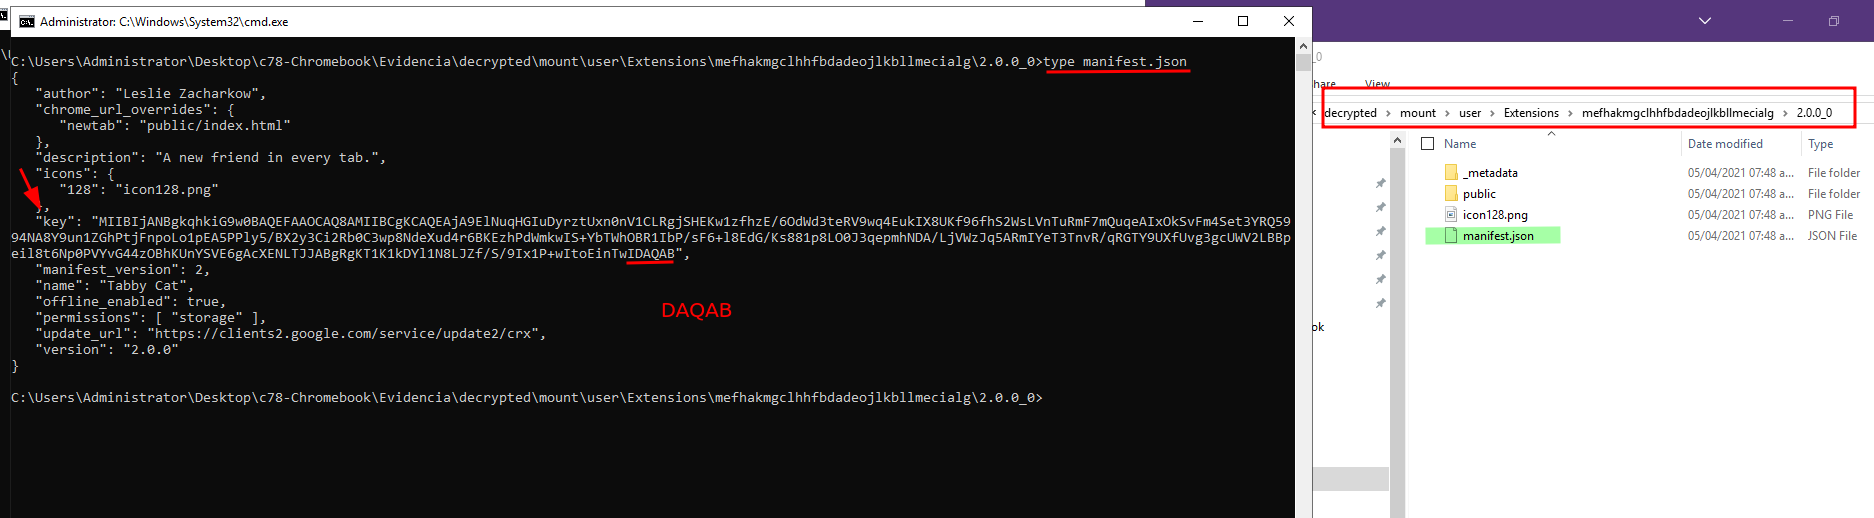 Administrator: C:\Windows\System32\cmd.exe
C:\Users\Administrator\Desktop\c78-Chromebook\Evidencia\decrypted\mount\user\Extensions\mefhakmgclhhfbdadeojlkbllmecialg\2.0.0_0>type manifest.json
{
"author": "Leslie Zacharkow",
"chrome_url_overrides": {
"newtab": "public/index.html"
},
"description": "A new friend in every tab.",
"icons": {
"128": "icon128.png"
},
"key": "MIIBIjANBgkqhkiG9w0BAQEFAAOCAQ8AMIIBCgKCAQEAjA9ElNuqHGIuDyrztUxn0nV1CLRgjSHEKw1zfhzE/6OdWd3teRV9wq4EukIX8UKf96fhS2WsLVnTuRmF7mQuqeAIxOkSvFm4Set3YRQ59
94NA8Y9un1ZGhPtjFnpoLo1pEA5PPly5/BX2y3Ci2Rb0C3wp8NdeXud4r6BKEzhPdWmkwIS+YbTWhOBR1IbP/sF6+l8EdG/Ks881p8LO0J3qepmhNDA/LjVWzJq5ARmIYeT3TnvR/qRGTY9UXfUvg3gcUWV2LBBp
eil8t6Np0PVYvG44zOBhKUnYSVE6gAcXENLTJJABgRgKT1K1kDYl1N8LJZf/S/9Ix1P+wItoEinTwIDAQAB",
"manifest_version": 2,
"name": "Tabby Cat",
"offline_enabled": true,
"permissions": [ "storage" ],
"update_url": "https://clients2.google.com/service/update2/crx",
"version": "2.0.0"
}
DAQAB
C:\Users\Administrator\Desktop\c78-Chromebook\Evidencia\decrypted\mount\user\Extensions\mefhakmgclhhfbdadeojlkbllmecialg\2.0.0_0>
_0
hare View
decrypted > mount > user > Extensions > mefhakmgclhhfbdadeojlkbllmecialg > 2.0.0_0
Name Date modified Type
_metadata 05/04/2021 07:48 a... File folder
public 05/04/2021 07:48 a... File folder
icon128.png 05/04/2021 07:48 a... PNG File
manifest.json 05/04/2021 07:48 a... JSON File
ok